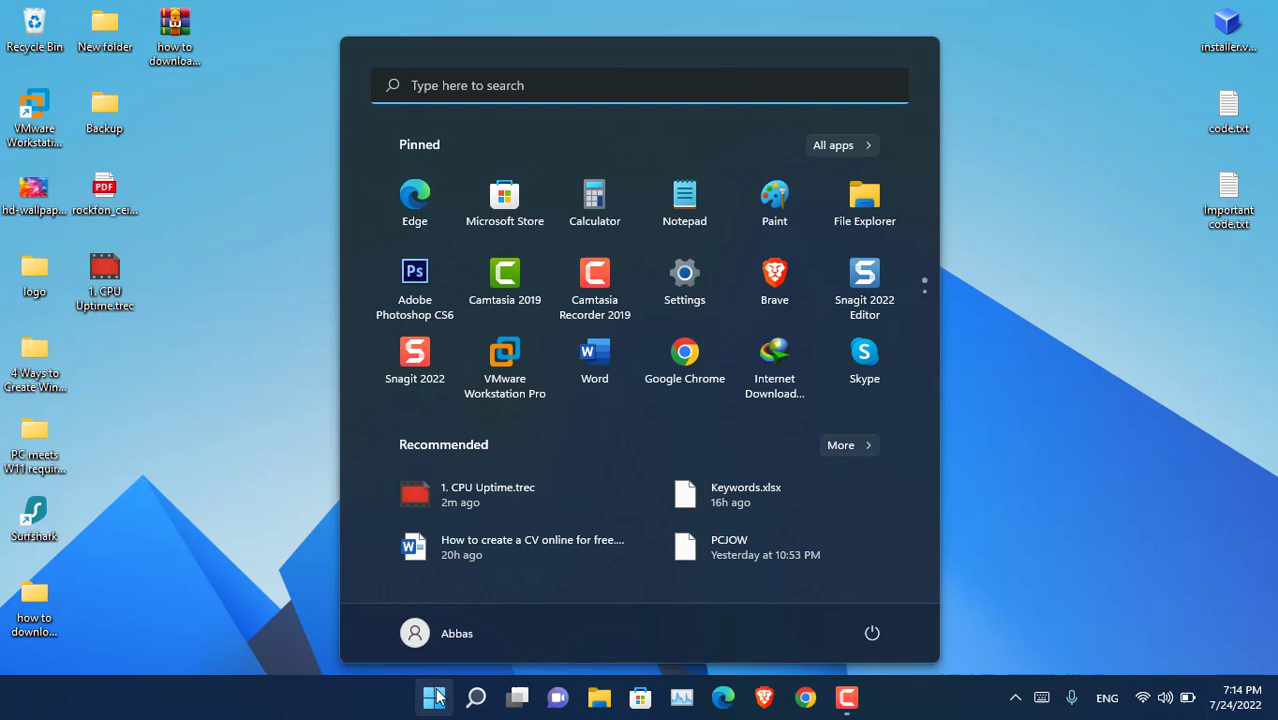 Recycle Bin
New folder
how to
downloa...
VMware
Workstati...
Backup
hd-wallpap...
PDF
rockfon_cei...
logo
1. CPU
Uptime.trec
4 Ways to
Create Win...
PC meets
W11 requir...
Surfshark
how to
downlo...
Type here to search
Pinned
All apps
Edge
Microsoft Store
Calculator
Notepad
Paint
File Explorer
Ps
Adobe
Photoshop CS6
Camtasia 2019
Camtasia
Recorder 2019
Settings
Brave
Snagit 2022
Editor
Snagit 2022
VMware
Workstation Pro
Word
Google Chrome
Internet
Download...
Skype
Recommended
More
1. CPU Uptime.trec
2m ago
Keywords.xlsx
16h ago
How to create a CV online for free....
20h ago
PCJOW
Yesterday at 10:53 PM
Abbas
installer.v...
code.txt
Important
code.txt
ENG
7:14 PM
7/24/2022